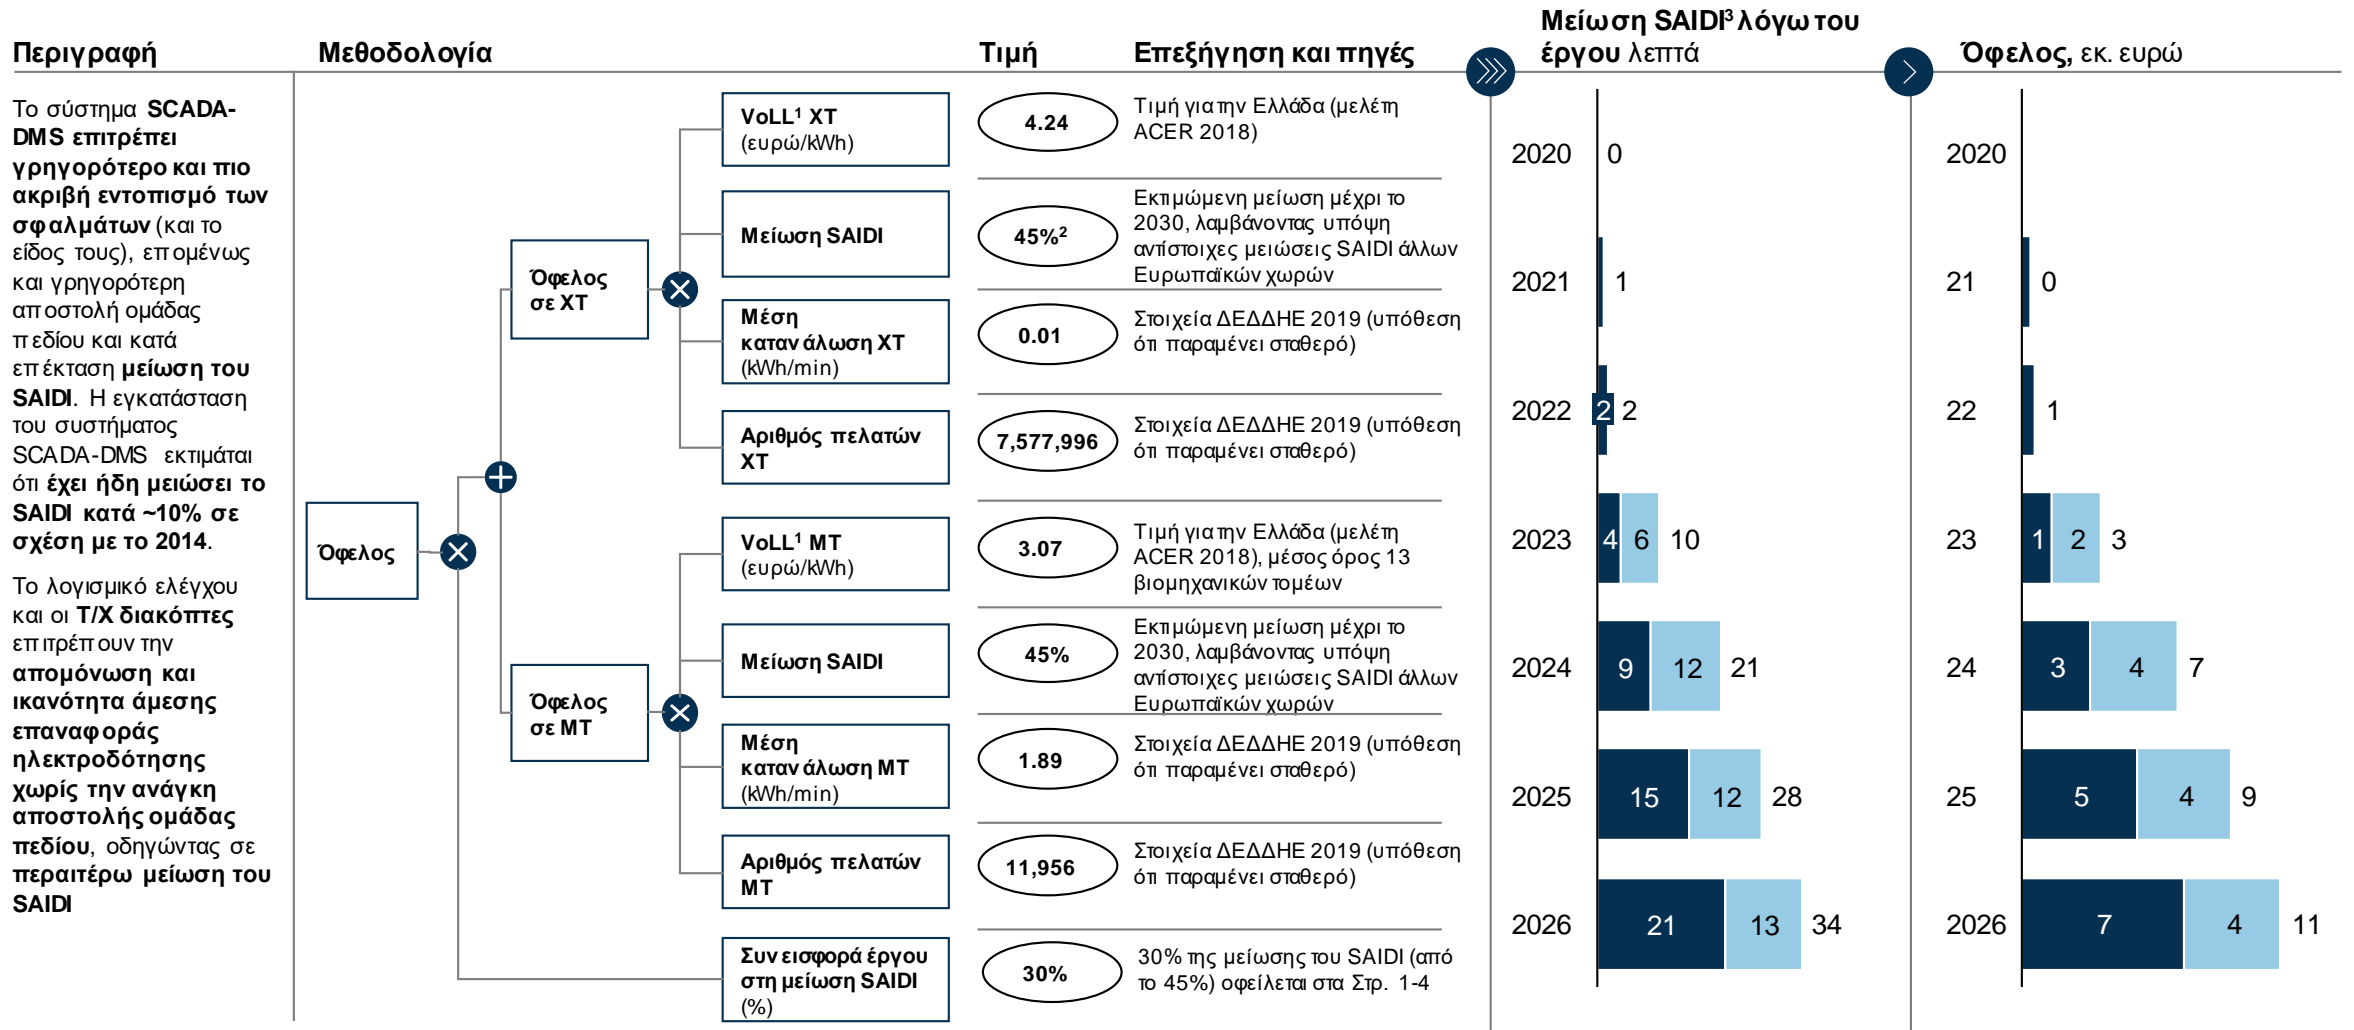 Περιγραφή
Μεθοδολογία
Τιμή
Επεξήγηση και πηγές
Μείωση SAIDI³ λόγω του
έργου λεπτά
Όφελος, εκ. ευρώ
Το σύστημα SCADA-
DMS επιτρέπει
γρηγορότερο και πιο
ακριβή εντοπισμό των
σφαλμάτων (και το
είδος τους), επομένως
και γρηγορότερη
αποστολή ομάδας
πεδίου και κατά
επέκταση μείωση του
SAIDI. Η εγκατάσταση
του συστήματος
SCADA-DMS εκτιμάται
ότι έχει ήδη μειώσει το
SAIDI κατά ~10% σε
σχέση με το 2014.
Το λογισμικό ελέγχου
και οι Τ/Χ διακόπτες
επιτρέπουν την
απομόνωση και
ικανότητα άμεσης
επαναφοράς
ηλεκτροδότησης
χωρίς την ανάγκη
αποστολής ομάδας
πεδίου, οδηγώντας σε
περαιτέρω μείωση του
SAIDI
Όφελος
Όφελος
σε ΧΤ
Όφελος
σε ΜΤ
VoLL¹ ΧΤ
(ευρώ/kWh)
4.24
Τιμή για την Ελλάδα (μελέτη
ACER 2018)
Μείωση SAIDI
45%²
Εκτιμώμενη μείωση μέχρι το
2030, λαμβάνοντας υπόψη
αντίστοιχες μειώσεις SAIDI άλλων
Ευρωπαϊκών χωρών
Μέση
κατανάλωση ΧΤ
(kWh/min)
0.01
Στοιχεία ΔΕΔΔΗΕ 2019 (υπόθεση
ότι παραμένει σταθερό)
Αριθμός πελατών
ΧΤ
7,577,996
Στοιχεία ΔΕΔΔΗΕ 2019 (υπόθεση
ότι παραμένει σταθερό)
VoLL¹ ΜΤ
(ευρώ/kWh)
3.07
Τιμή για την Ελλάδα (μελέτη
ACER 2018), μέσος όρος 13
βιομηχανικών τομέων
Μείωση SAIDI
45%
Εκτιμώμενη μείωση μέχρι το
2030, λαμβάνοντας υπόψη
αντίστοιχες μειώσεις SAIDI άλλων
Ευρωπαϊκών χωρών
Μέση
κατανάλωση ΜΤ
(kWh/min)
1.89
Στοιχεία ΔΕΔΔΗΕ 2019 (υπόθεση
ότι παραμένει σταθερό)
Αριθμός πελατών
ΜΤ
11,956
Στοιχεία ΔΕΔΔΗΕ 2019 (υπόθεση
ότι παραμένει σταθερό)
Συνεισφορά έργου
στη μείωση SAIDI
(%)
30%
30% της μείωσης του SAIDI (από
το 45%) οφείλεται στα Στρ. 1-4
2020 0
2021 1
2022 2 2
2023 4 6 10
2024 9 12 21
2025 15 12 28
2026 21 13 34
2020
21 0
22 1
23 1 2 3
24 3 4 7
25 5 4 9
2026 7 4 11